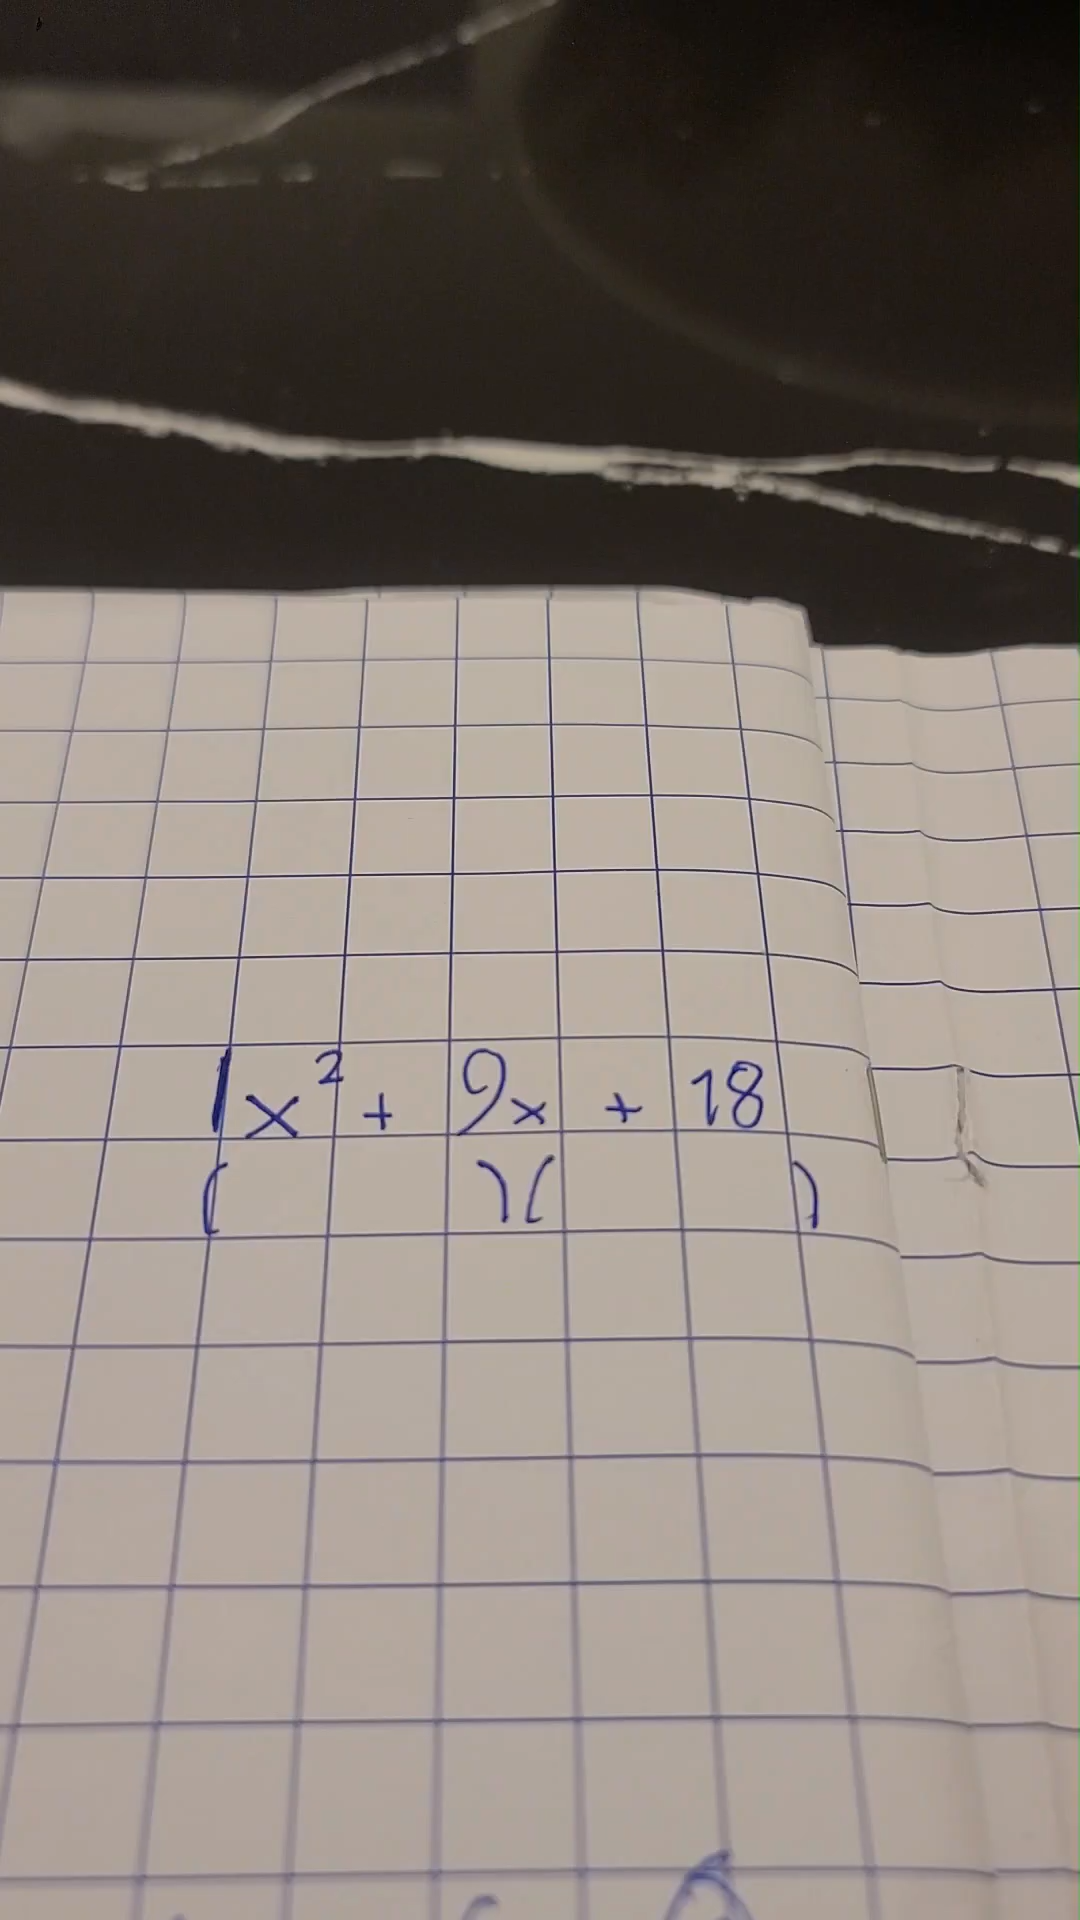 1x² + 9x + 18
( )( )